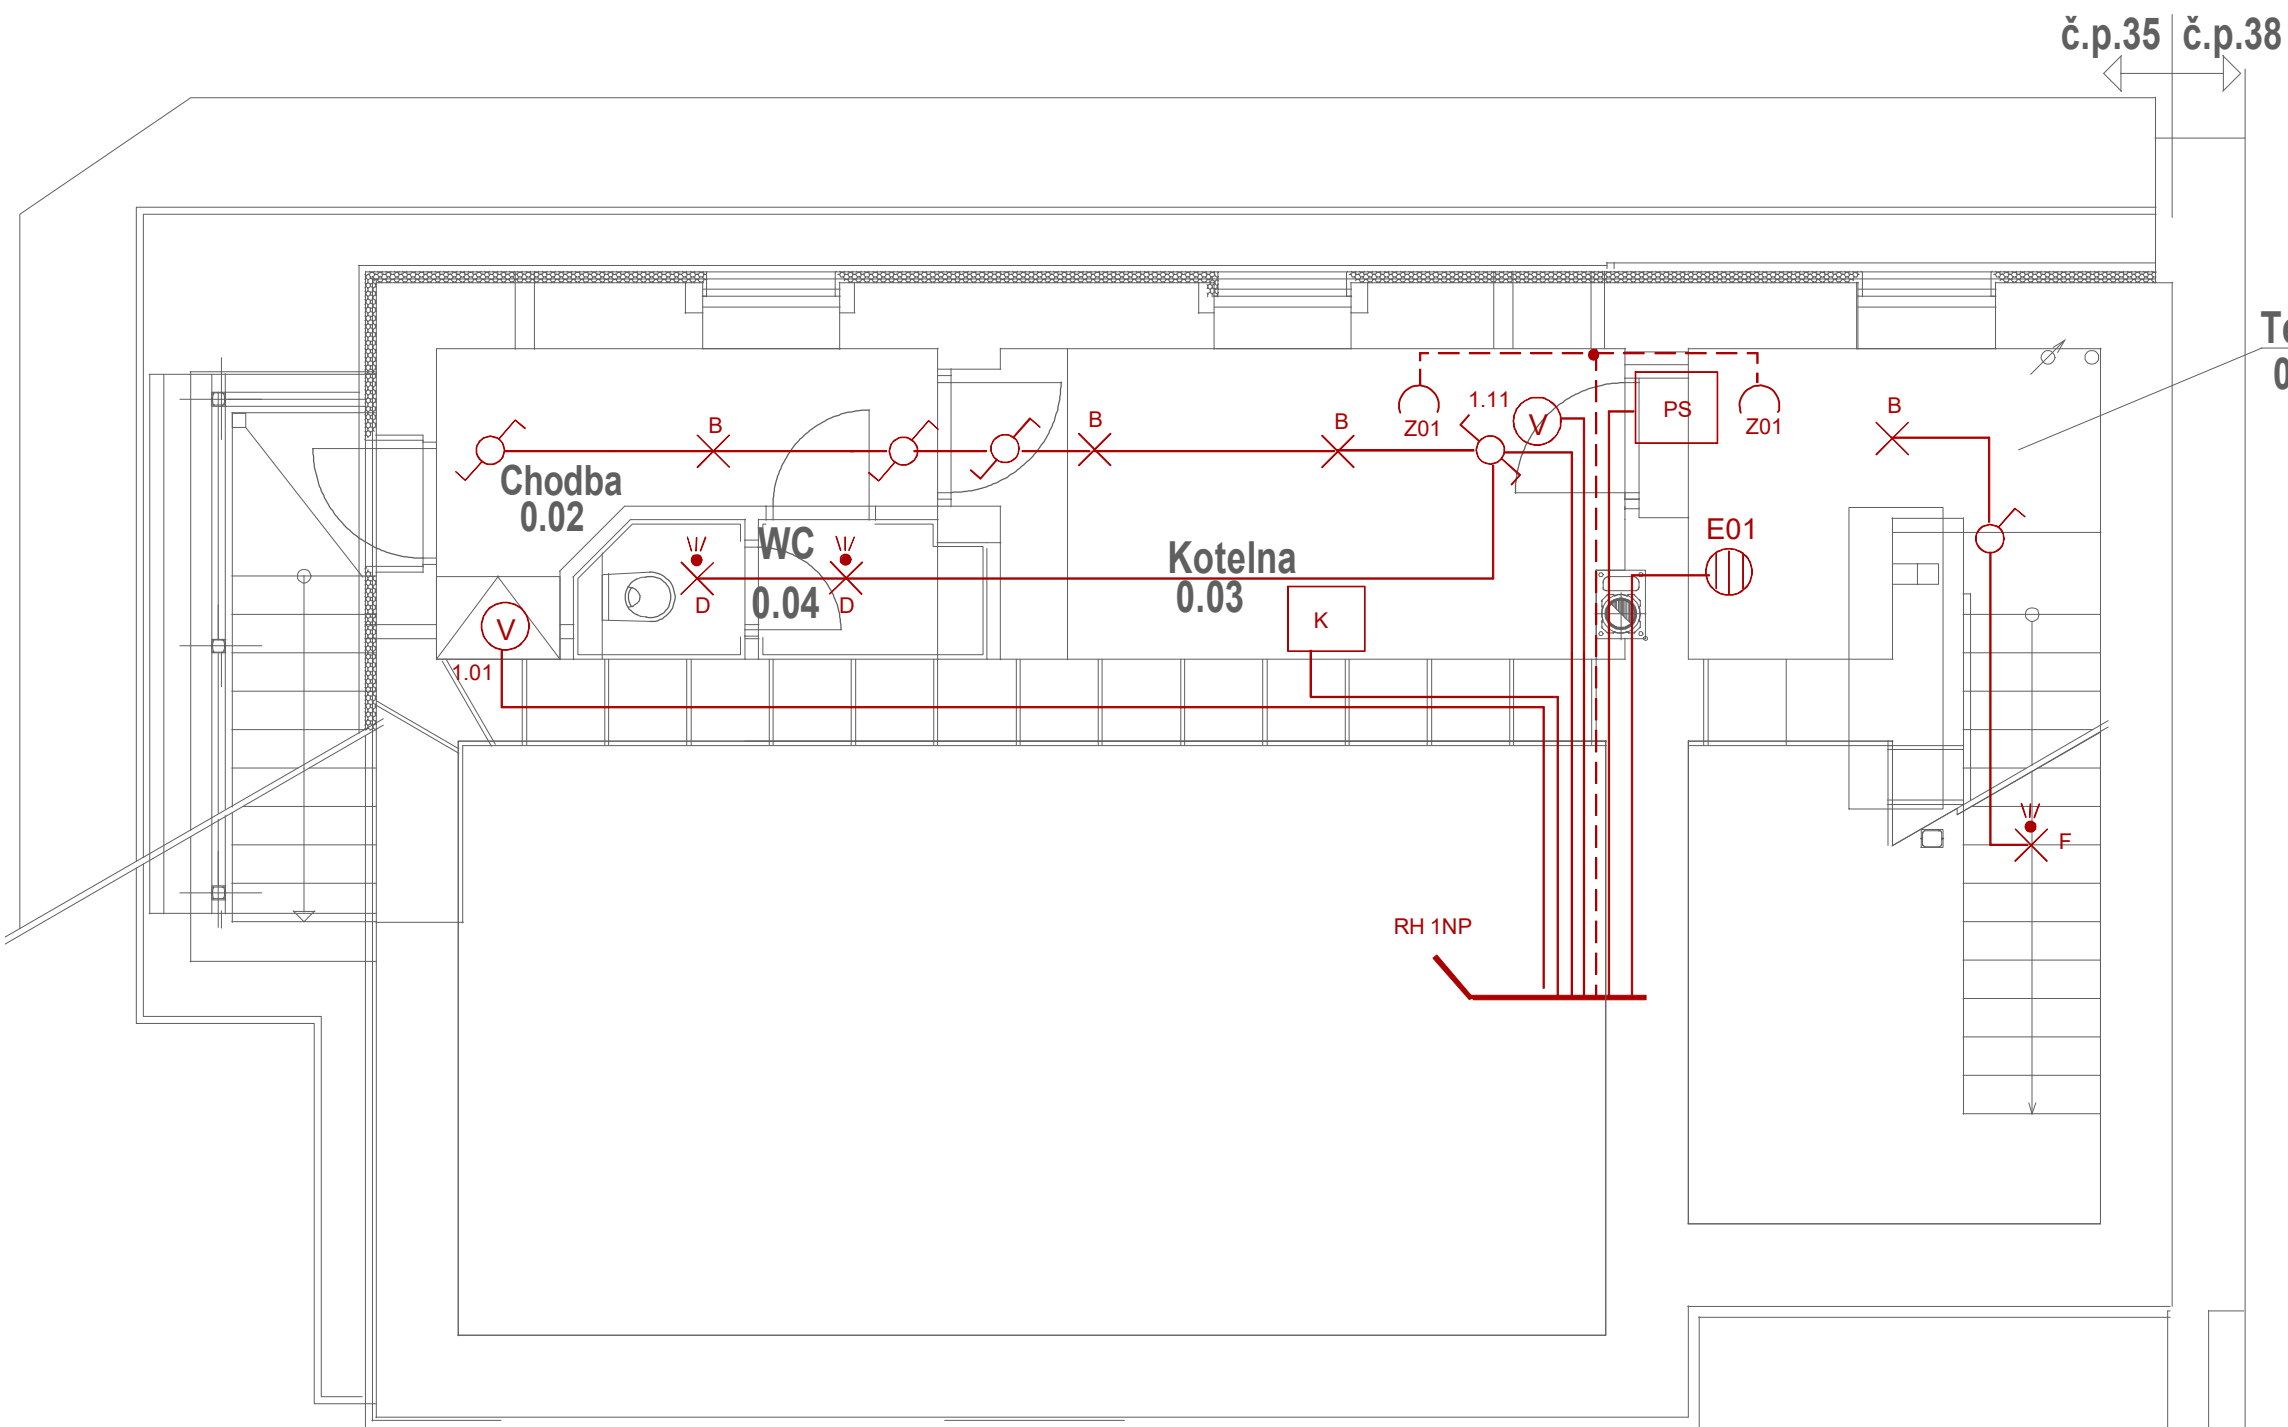 č.p.35 č.p.38
B
B
B
1.11
V
Z01
PS
Z01
B
Chodba
0.02
WC
0.04
D
D
Kotelna
0.03
K
E01
V
1.01
F
RH 1NP